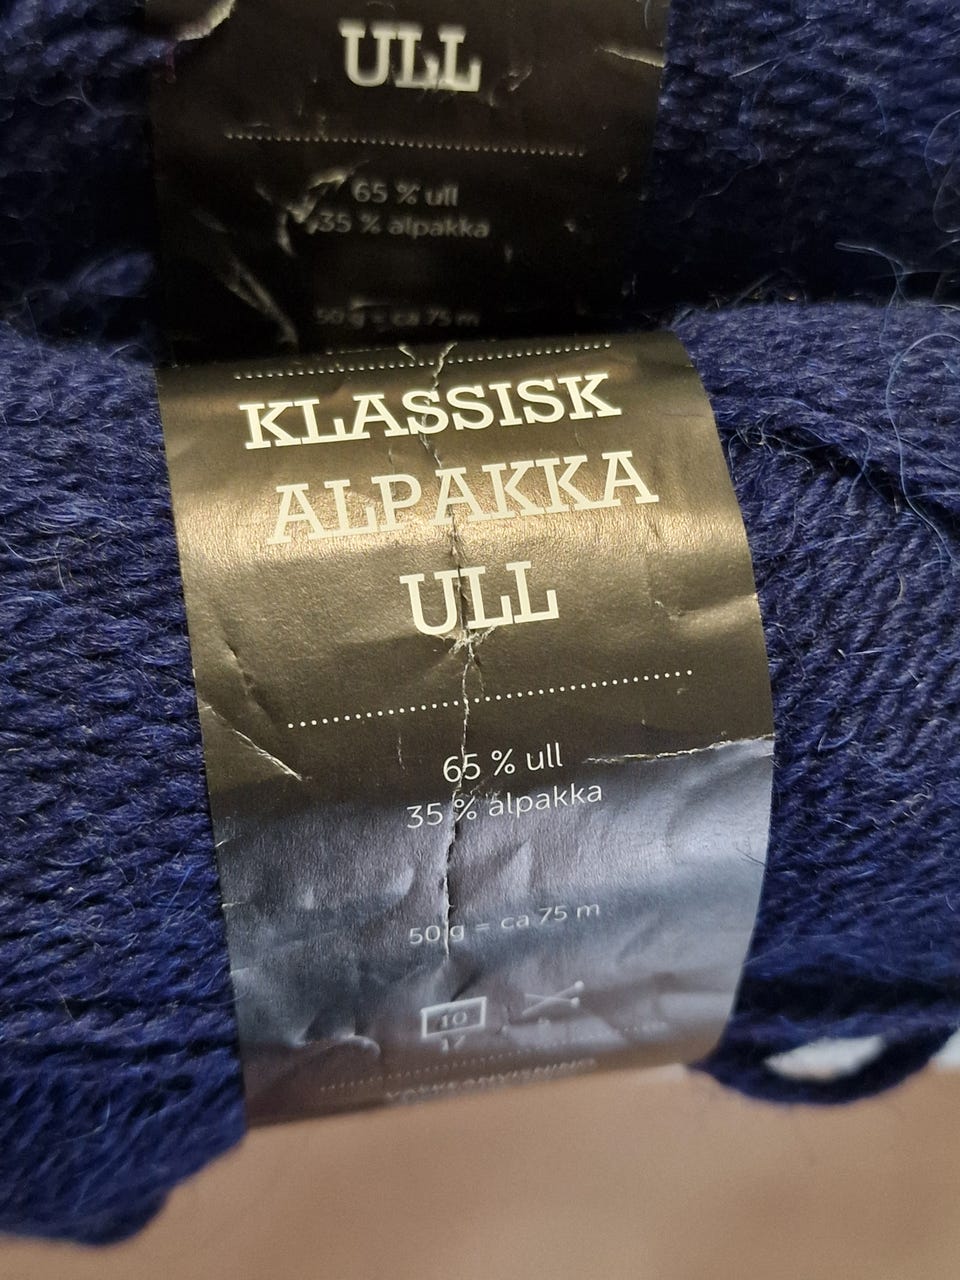 ULL
65 % ull
35 % alpakka
50 g = ca 75 m
KLASSISK
ALPAKKA
ULL
65 % ull
35 % alpakka
50 g = ca 75 m
10
17